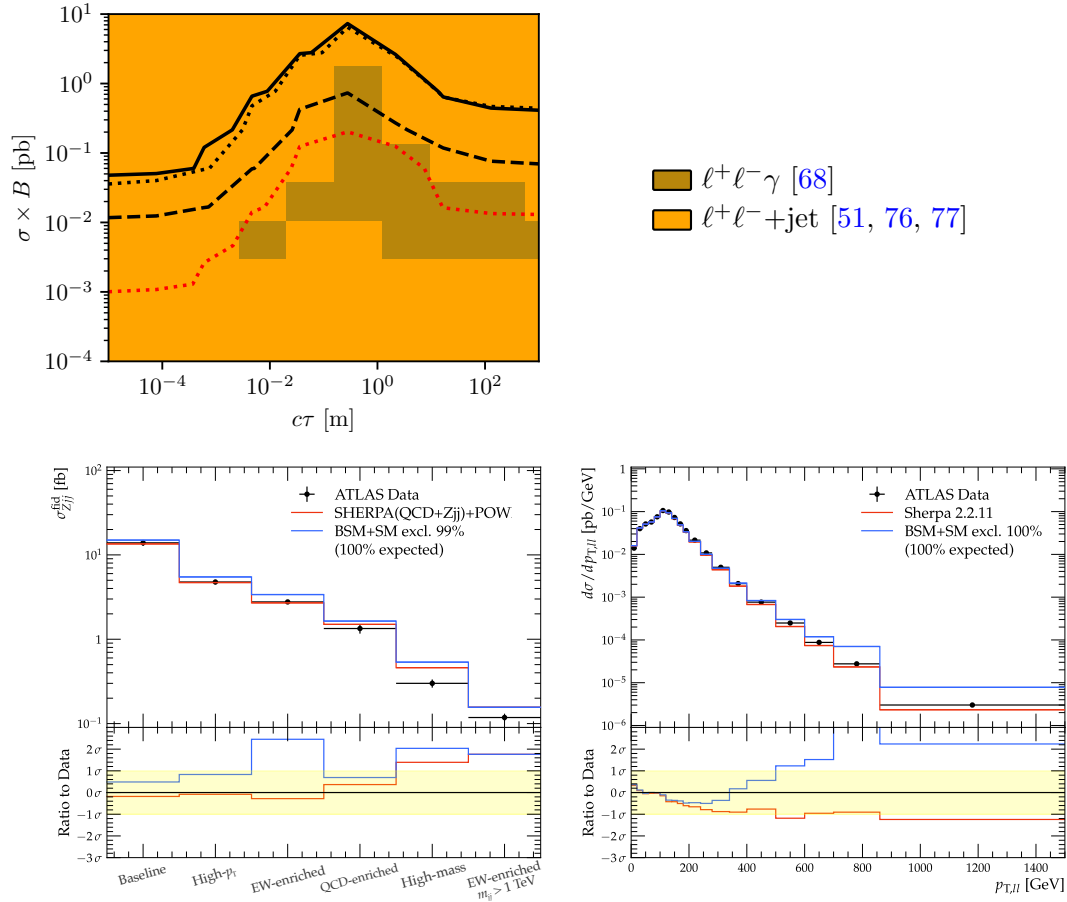 10^1
10^0
10^−1
10^−2
10^−3
10^−4
σ × B [pb]
10^−4 10^−2 10^0 10^2
cτ [m]
ℓ^+ℓ^−γ [68]
ℓ^+ℓ^−+jet [51, 76, 77]
σ^fid_Zjj [fb]
10^2
10^1
1
10^−1
ATLAS Data
SHERPA(QCD+Zjj)+POW
BSM+SM excl. 99%
(100% expected)
Ratio to Data
2σ
1σ
0σ
−1σ
−2σ
−3σ
Baseline
High-p_T
EW-enriched
QCD-enriched
High-mass
EW-enriched
m_jj > 1 TeV
dσ/dp_T,ll [pb/GeV]
1
10^−1
10^−2
10^−3
10^−4
10^−5
10^−6
ATLAS Data
Sherpa 2.2.11
BSM+SM excl. 100%
(100% expected)
Ratio to Data
2σ
1σ
0σ
−1σ
−2σ
−3σ
0 200 400 600 800 1000 1200 1400
p_T,ll [GeV]